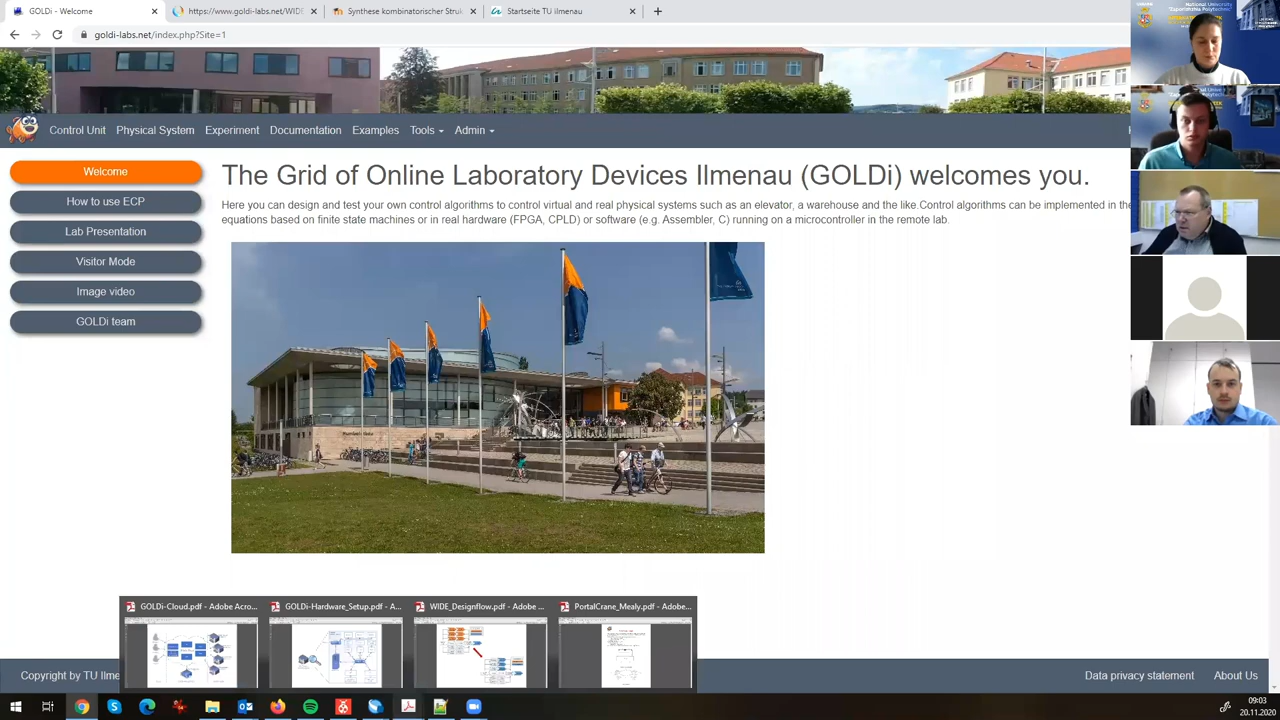 GOLDi - Welcome
https://www.goldi-labs.net/WIDE
Synthese kombinatorischer Struk
Startseite TU ilmenau
goldi-labs.net/index.php?Site=1
Control Unit Physical System Experiment Documentation Examples Tools Admin
Welcome
How to use ECP
Lab Presentation
Visitor Mode
Image video
GOLDi team
The Grid of Online Laboratory Devices Ilmenau (GOLDi) welcomes you.
Here you can design and test your own control algorithms to control virtual and real physical systems such as an elevator, a warehouse and the like.Control algorithms can be implemented in the
equations based on finite state machines or in real hardware (FPGA, CPLD) or software (e.g. Assembler, C) running on a microcontroller in the remote lab.
National University
GOLDi-Cloud.pdf - Adobe Acro...
GOLDi-Hardware_Setup.pdf - A...
WIDE_Designflow.pdf - Adobe ...
PortalCrane_Mealy.pdf - Adobe...
Copyright by TU Ilme
Data privacy statement About Us
09:03
20.11.2020